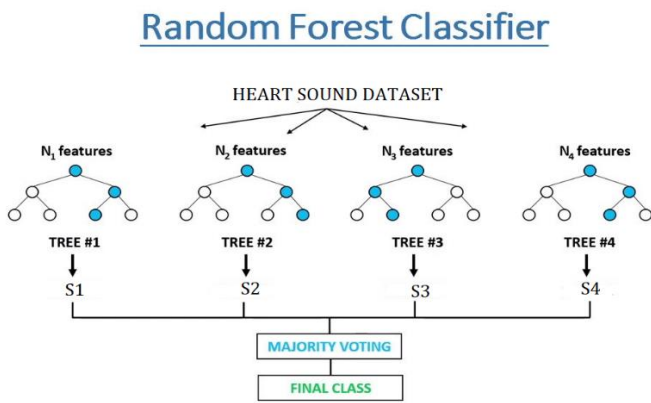 Random Forest Classifier
HEART SOUND DATASET
N₁ features N₂ features N₃ features N₄ features
TREE #1 TREE #2 TREE #3 TREE #4
S1 S2 S3 S4
MAJORITY VOTING
FINAL CLASS